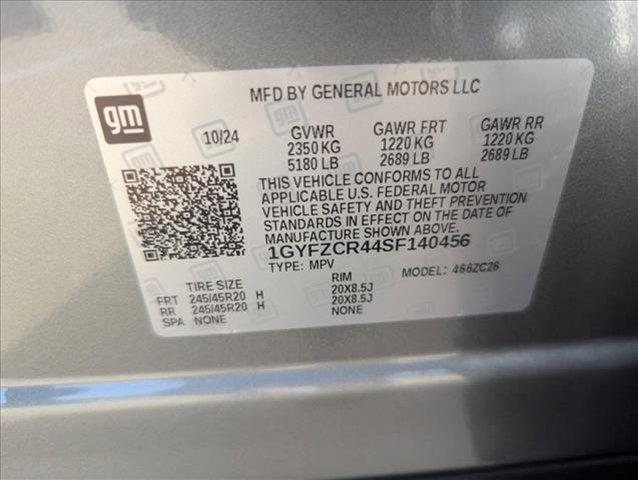 gm
MFD BY GENERAL MOTORS LLC
10/24 GVWR GAWR FRT GAWR RR
2350 KG 1220 KG 1220 KG
5180 LB 2689 LB 2689 LB
THIS VEHICLE CONFORMS TO ALL
APPLICABLE U.S. FEDERAL MOTOR
VEHICLE SAFETY AND THEFT PREVENTION
STANDARDS IN EFFECT ON THE DATE OF
MANUFACTURE SHOWN ABOVE.
1GYFZCR44SF140456
TYPE: MPV MODEL: 466ZC26
TIRE SIZE RIM
FRT 245/45R20 H 20X8.5J
RR 245/45R20 H 20X8.5J
SPA NONE NONE